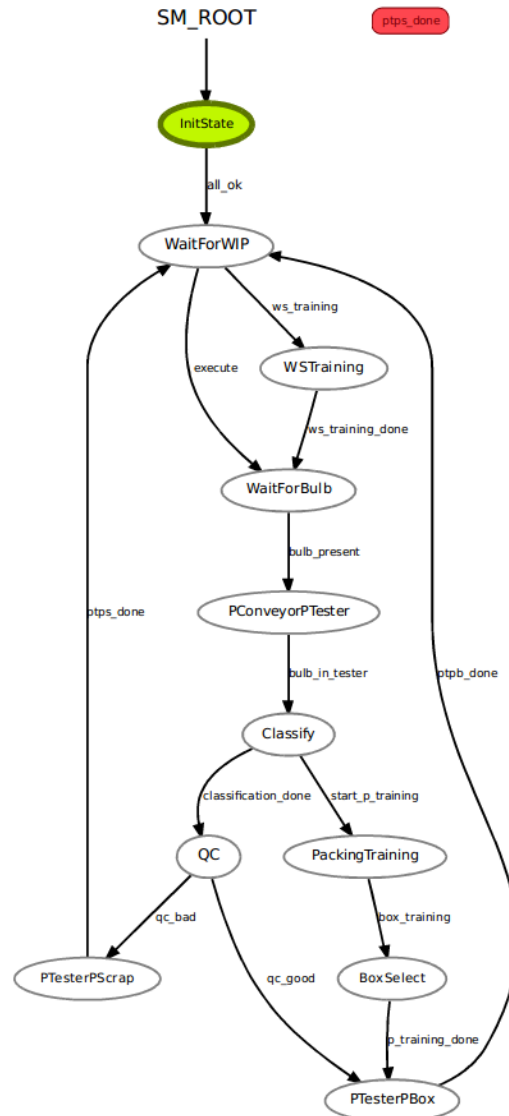 SM_ROOT
ptps_done
InitState
all_ok
WaitForWIP
ws_training
execute
WSTraining
ws_training_done
WaitForBulb
bulb_present
ptps_done
PConveyorPTester
bulb_in_tester
ptpb_done
Classify
classification_done
start_p_training
QC
PackingTraining
qc_bad
box_training
PTesterPScrap
qc_good
BoxSelect
p_training_done
PTesterPBox